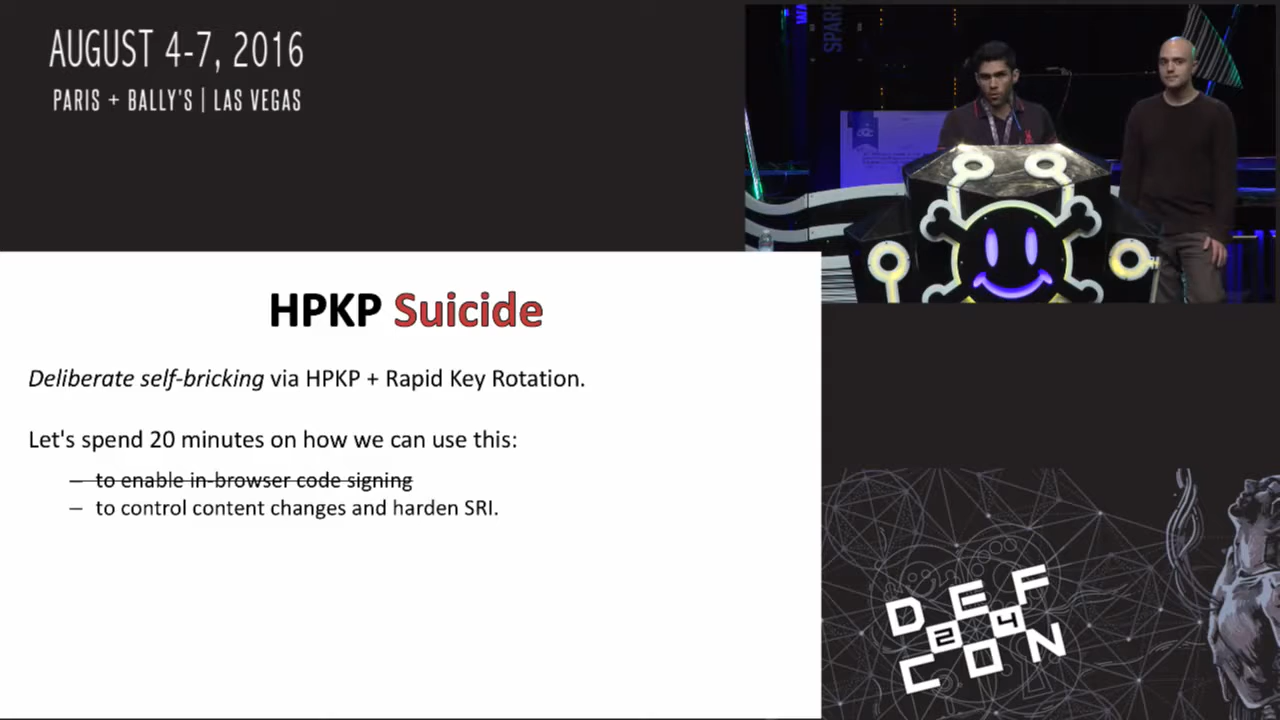 AUGUST 4-7, 2016
PARIS + BALLY'S | LAS VEGAS
SPARK
HPKP Suicide
Deliberate self-bricking via HPKP + Rapid Key Rotation.
Let's spend 20 minutes on how we can use this:
– to enable in-browser code signing
– to control content changes and harden SRI.
DEF
24
CON